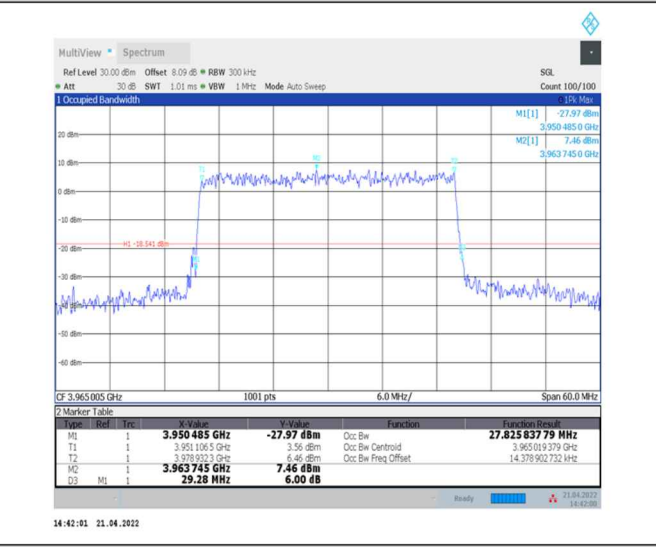 MultiView Spectrum
Ref Level 30.00 dBm Offset 8.09 dB RBW 300 kHz SGL
Att 30 dB SWT 1.01 ms VBW 1 MHz Mode Auto Sweep Count 100/100
1 Occupied Bandwidth 1Pk Max
M1[1] -27.97 dBm
3.950 485 0 GHz
M2[1] 7.46 dBm
3.963 745 0 GHz
20 dBm
10 dBm
0 dBm
-10 dBm
H1 -18.541 dBm
-20 dBm
-30 dBm
-40 dBm
-50 dBm
-60 dBm
CF 3.965 005 GHz 1001 pts 6.0 MHz/ Span 60.0 MHz
2 Marker Table
Type Ref Trc X-Value Y-Value Function Function Result
M1 1 3.950 485 GHz -27.97 dBm Occ Bw 27.825 837 79 MHz
T1 1 3.951 106 5 GHz 3.56 dBm Occ Bw Centroid 3.965 019 379 GHz
T2 1 3.978 932 3 GHz 6.46 dBm Occ Bw Freq Offset 14.378 902 732 kHz
M2 1 3.963 745 GHz 7.46 dBm
D3 M1 1 29.28 MHz 6.00 dB
Ready 21.04.2022
14:42:00
14:42:01 21.04.2022